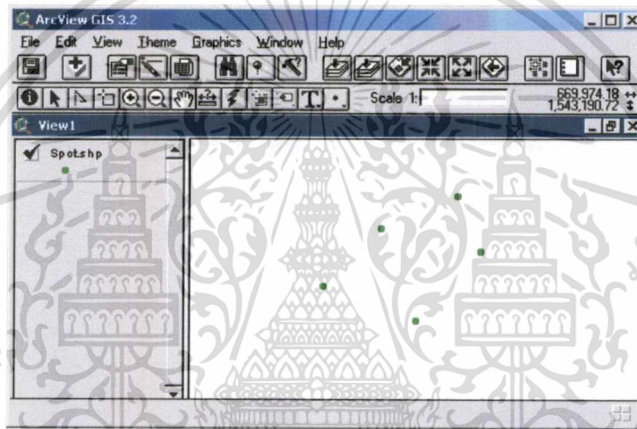 ArcView GIS 3.2
File Edit View Theme Graphics Window Help
Scale 1:
669,974.18
1,543,190.72
View1
Spot.shp